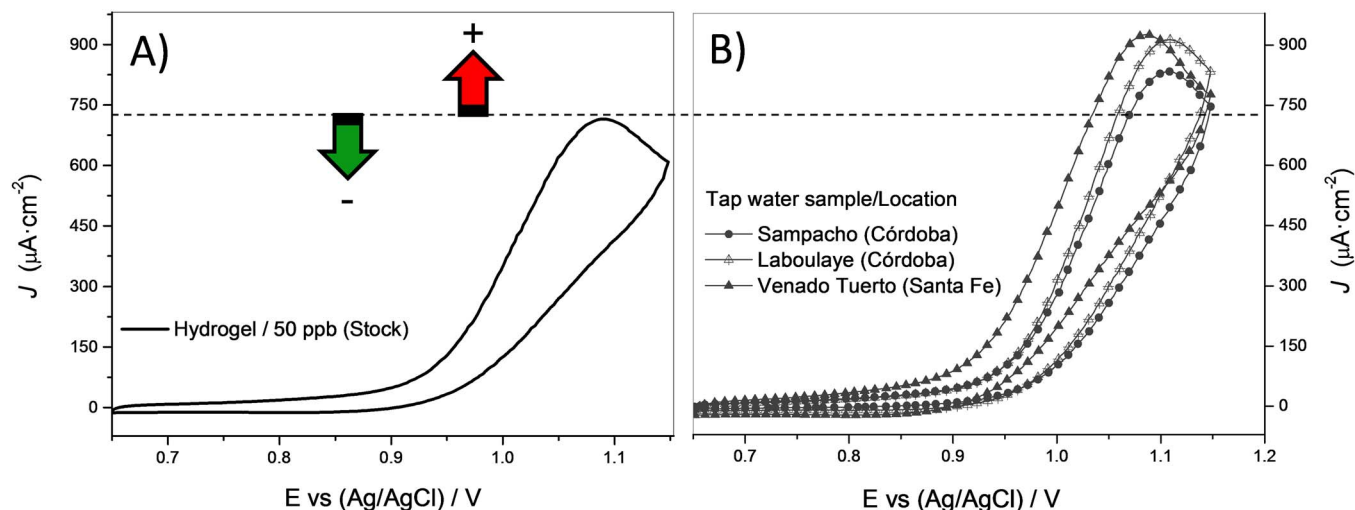 A)
+
-
900
750
600
450
300
150
0
J (µA·cm⁻²)
Hydrogel / 50 ppb (Stock)
0.7 0.8 0.9 1.0 1.1
E vs (Ag/AgCl) / V
B)
Tap water sample/Location
Sampacho (Córdoba)
Laboulaye (Córdoba)
Venado Tuerto (Santa Fe)
900
750
600
450
300
150
0
J (µA·cm⁻²)
0.7 0.8 0.9 1.0 1.1 1.2
E vs (Ag/AgCl) / V